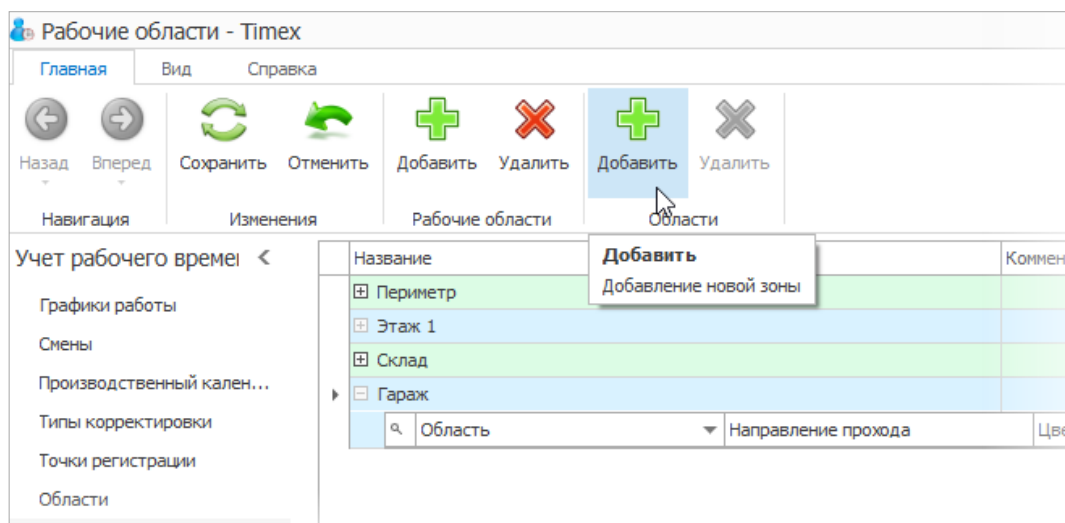 Рабочие области - Timex
Главная Вид Справка
Назад Вперед Сохранить Отменить Добавить Удалить Добавить Удалить
Навигация Изменения Рабочие области Области
Учет рабочего времен
Название Коммен
Добавить
Добавление новой зоны
Периметр
Графики работы
Этаж 1
Смены
Склад
Производственный кален...
Гараж
Типы корректировки
Область Направление прохода Цве
Точки регистрации
Области